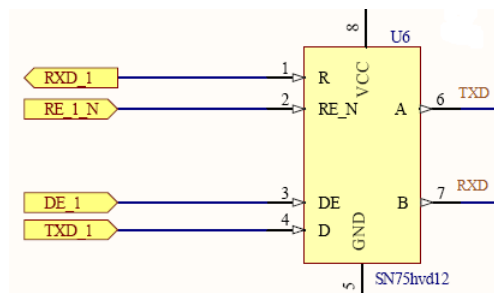 8
U6
RXD_1
1
R
VCC
RE_1_N
2
RE_N
A
6
TXD
DE_1
3
DE
B
7
RXD
TXD_1
4
D
GND
5
SN75hvd12